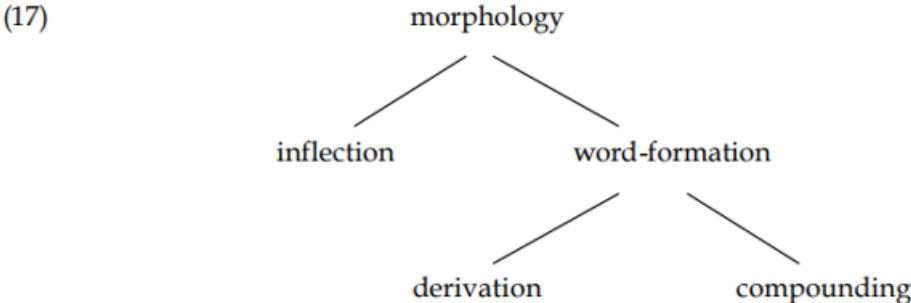 (17) morphology
inflection word-formation
derivation compounding